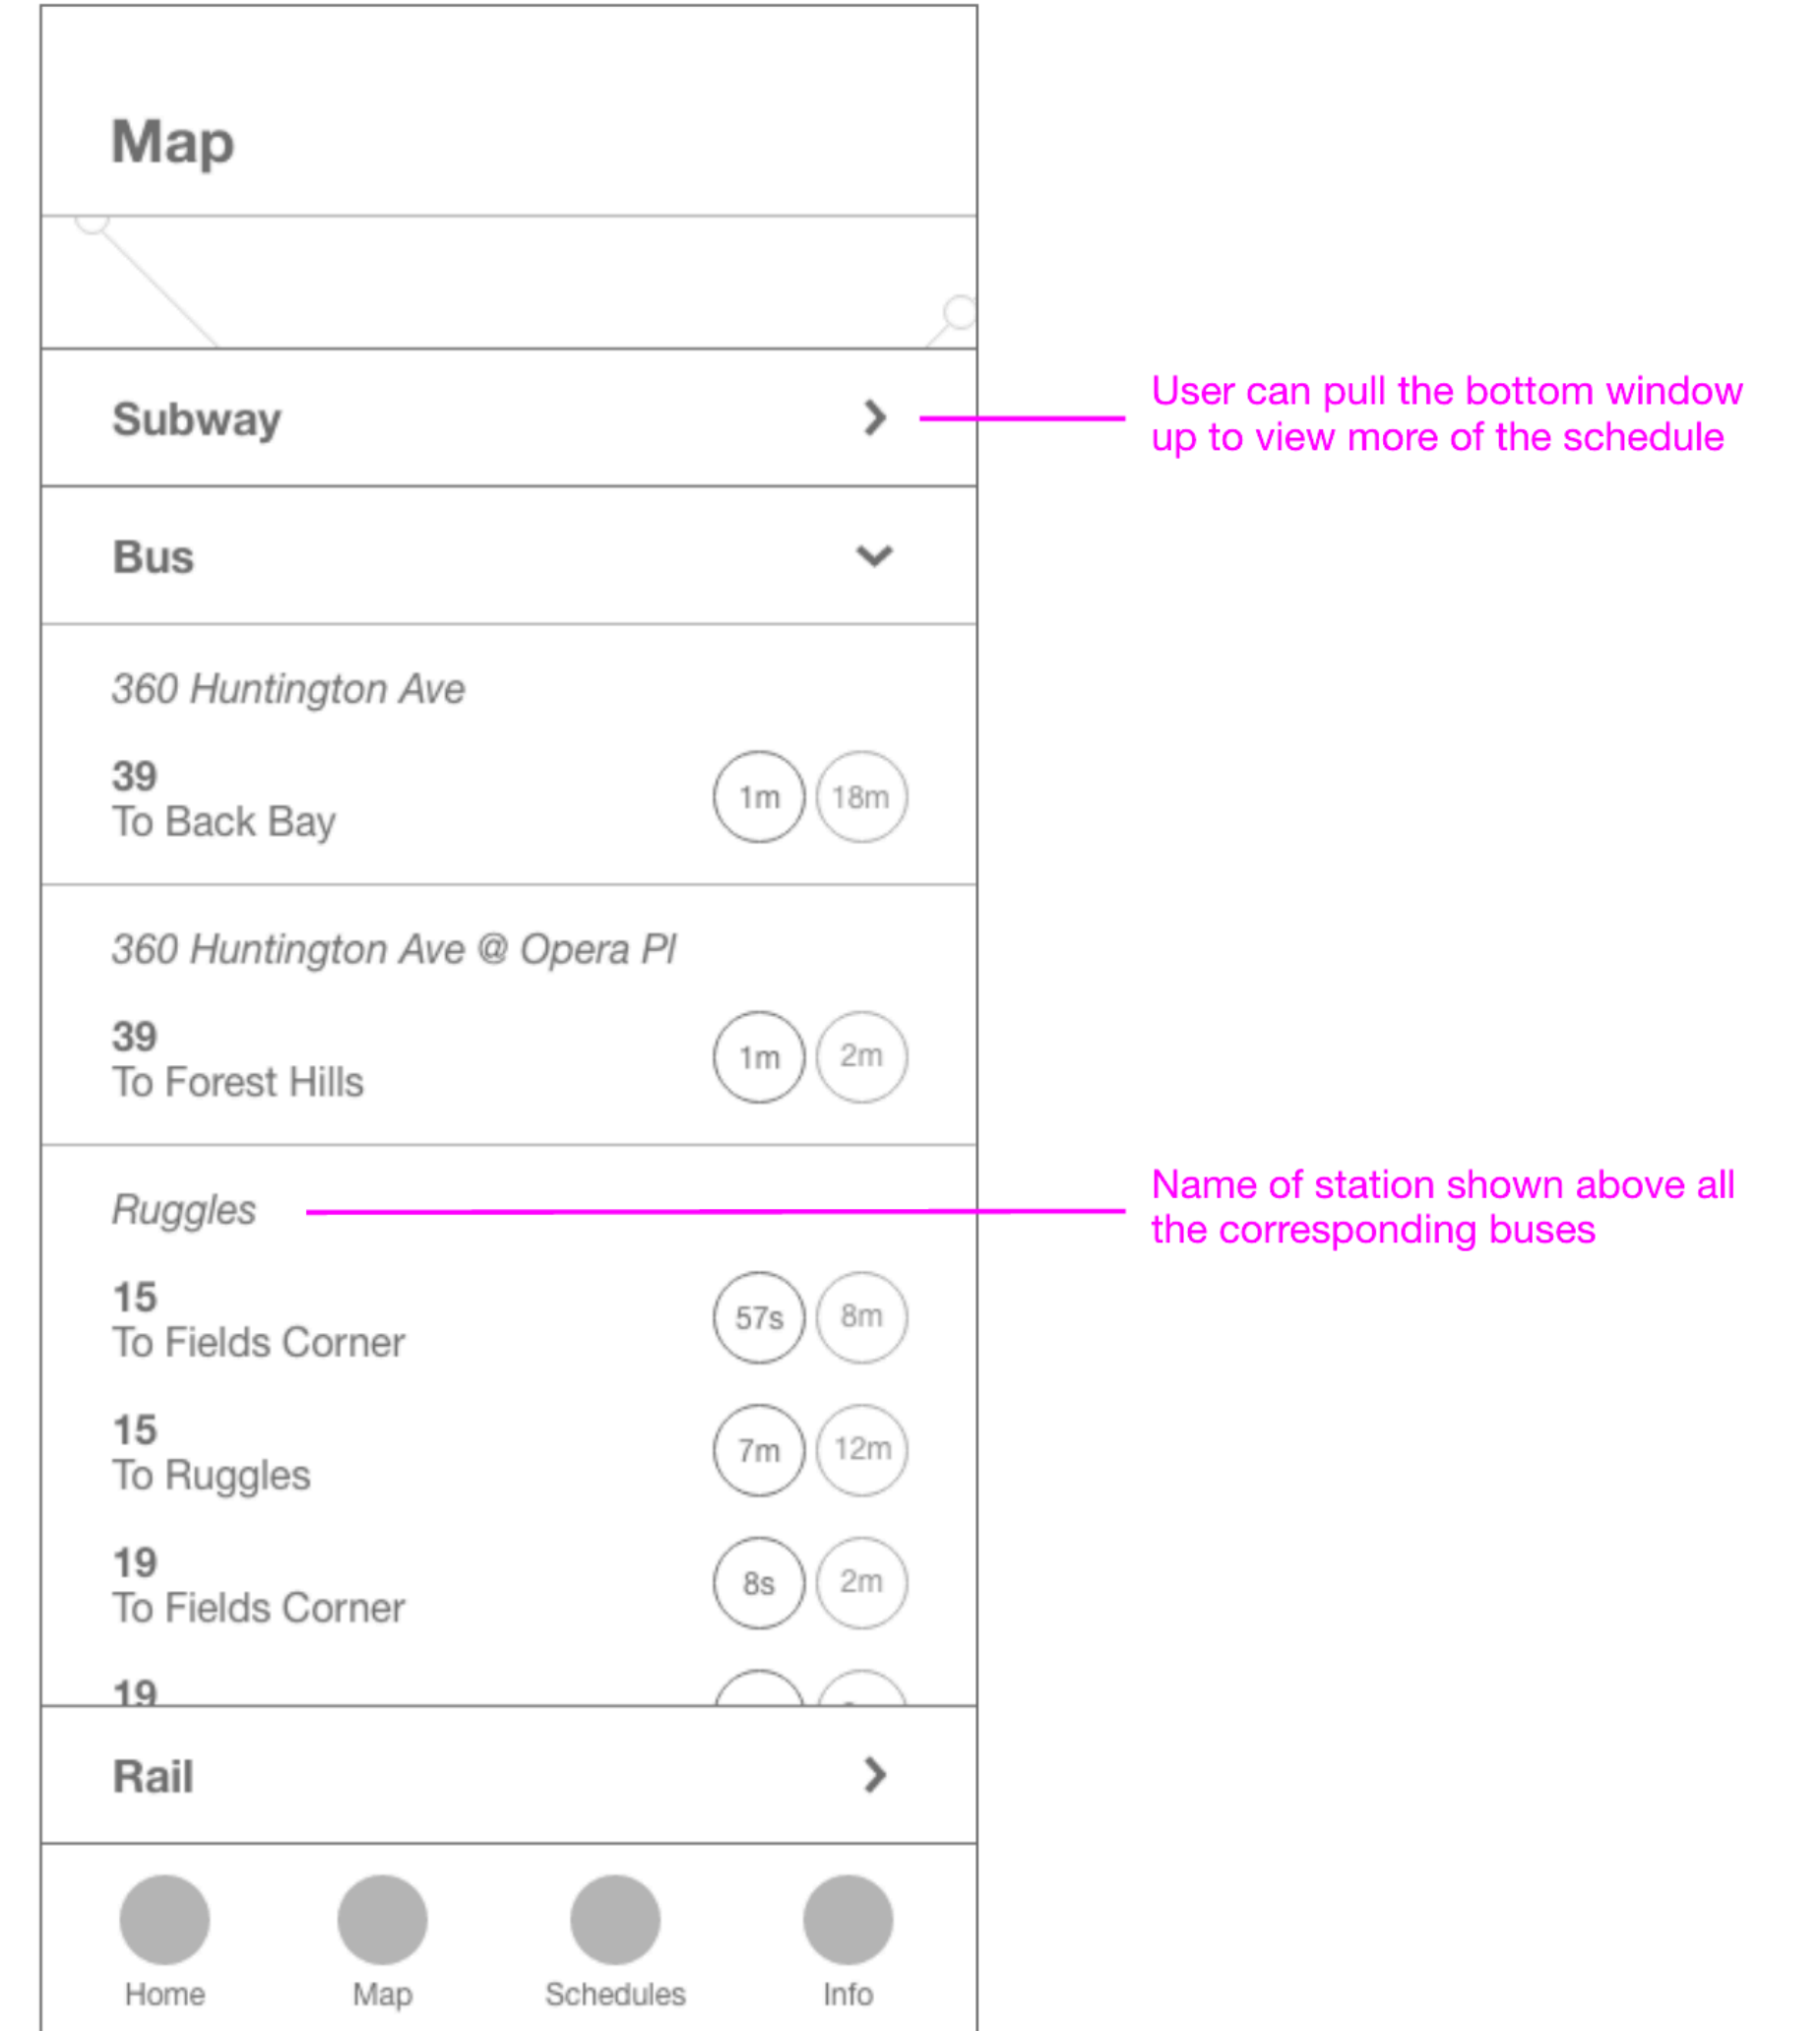 Map
Subway
User can pull the bottom window
up to view more of the schedule
Bus
360 Huntington Ave
39
To Back Bay
1m
18m
360 Huntington Ave @ Opera Pl
39
To Forest Hills
1m
2m
Ruggles
Name of station shown above all
the corresponding buses
15
To Fields Corner
57s
8m
15
To Ruggles
7m
12m
19
To Fields Corner
8s
2m
19
Rail
Home
Map
Schedules
Info